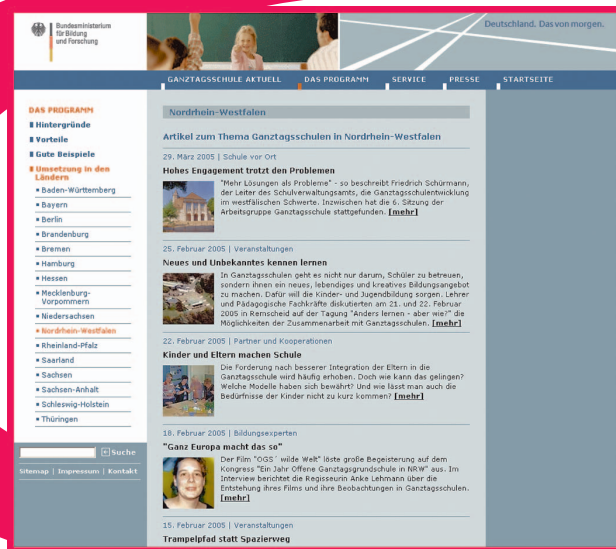 Bundesministerium
für Bildung
und Forschung
Deutschland. Das von morgen.
GANZTAGSSCHULE AKTUELL DAS PROGRAMM SERVICE PRESSE STARTSEITE
DAS PROGRAMM
Hintergründe
Vorteile
Gute Beispiele
Umsetzung in den
Ländern
Baden-Württemberg
Bayern
Berlin
Brandenburg
Bremen
Hamburg
Hessen
Mecklenburg-
Vorpommern
Niedersachsen
Nordrhein-Westfalen
Rheinland-Pfalz
Saarland
Sachsen
Sachsen-Anhalt
Schleswig-Holstein
Thüringen
Suche
Sitemap | Impressum | Kontakt
Nordrhein-Westfalen
Artikel zum Thema Ganztagsschulen in Nordrhein-Westfalen
29. März 2005 | Schule vor Ort
Hohes Engagement trotzt den Problemen
"Mehr Lösungen als Probleme" - so beschreibt Friedrich Schürmann,
der Leiter des Schulverwaltungsamts, die Ganztagsschulentwicklung
im westfälischen Schwerte. Inzwischen hat die 6. Sitzung der
Arbeitsgruppe Ganztagsschule stattgefunden. [mehr]
25. Februar 2005 | Veranstaltungen
Neues und Unbekanntes kennen lernen
In Ganztagsschulen geht es nicht nur darum, Schüler zu betreuen,
sondern ihnen ein neues, lebendiges und kreatives Bildungsangebot
zu machen. Dafür will die Kinder- und Jugendbildung sorgen. Lehrer
und Pädagogische Fachkräfte diskutierten am 21. und 22. Februar
2005 in Remscheid auf der Tagung "Anders lernen - aber wie?" die
Möglichkeiten der Zusammenarbeit mit Ganztagsschulen. [mehr]
22. Februar 2005 | Partner und Kooperationen
Kinder und Eltern machen Schule
Die Forderung nach besserer Integration der Eltern in die
Ganztagsschule wird häufig erhoben. Doch wie kann das gelingen?
Welche Modelle haben sich bewährt? Und wie lässt man auch die
Bedürfnisse der Kinder nicht zu kurz kommen? [mehr]
18. Februar 2005 | Bildungsexperten
"Ganz Europa macht das so"
Der Film "OGS´ wilde Welt" löste große Begeisterung auf dem
Kongress "Ein Jahr Offene Ganztagsgrundschule in NRW" aus. Im
Interview berichtet die Regisseurin Anke Lehmann über die
Entstehung ihres Films und ihre Beobachtungen in Ganztagsschulen.
[mehr]
15. Februar 2005 | Veranstaltungen
Trampelpfad statt Spazierweg